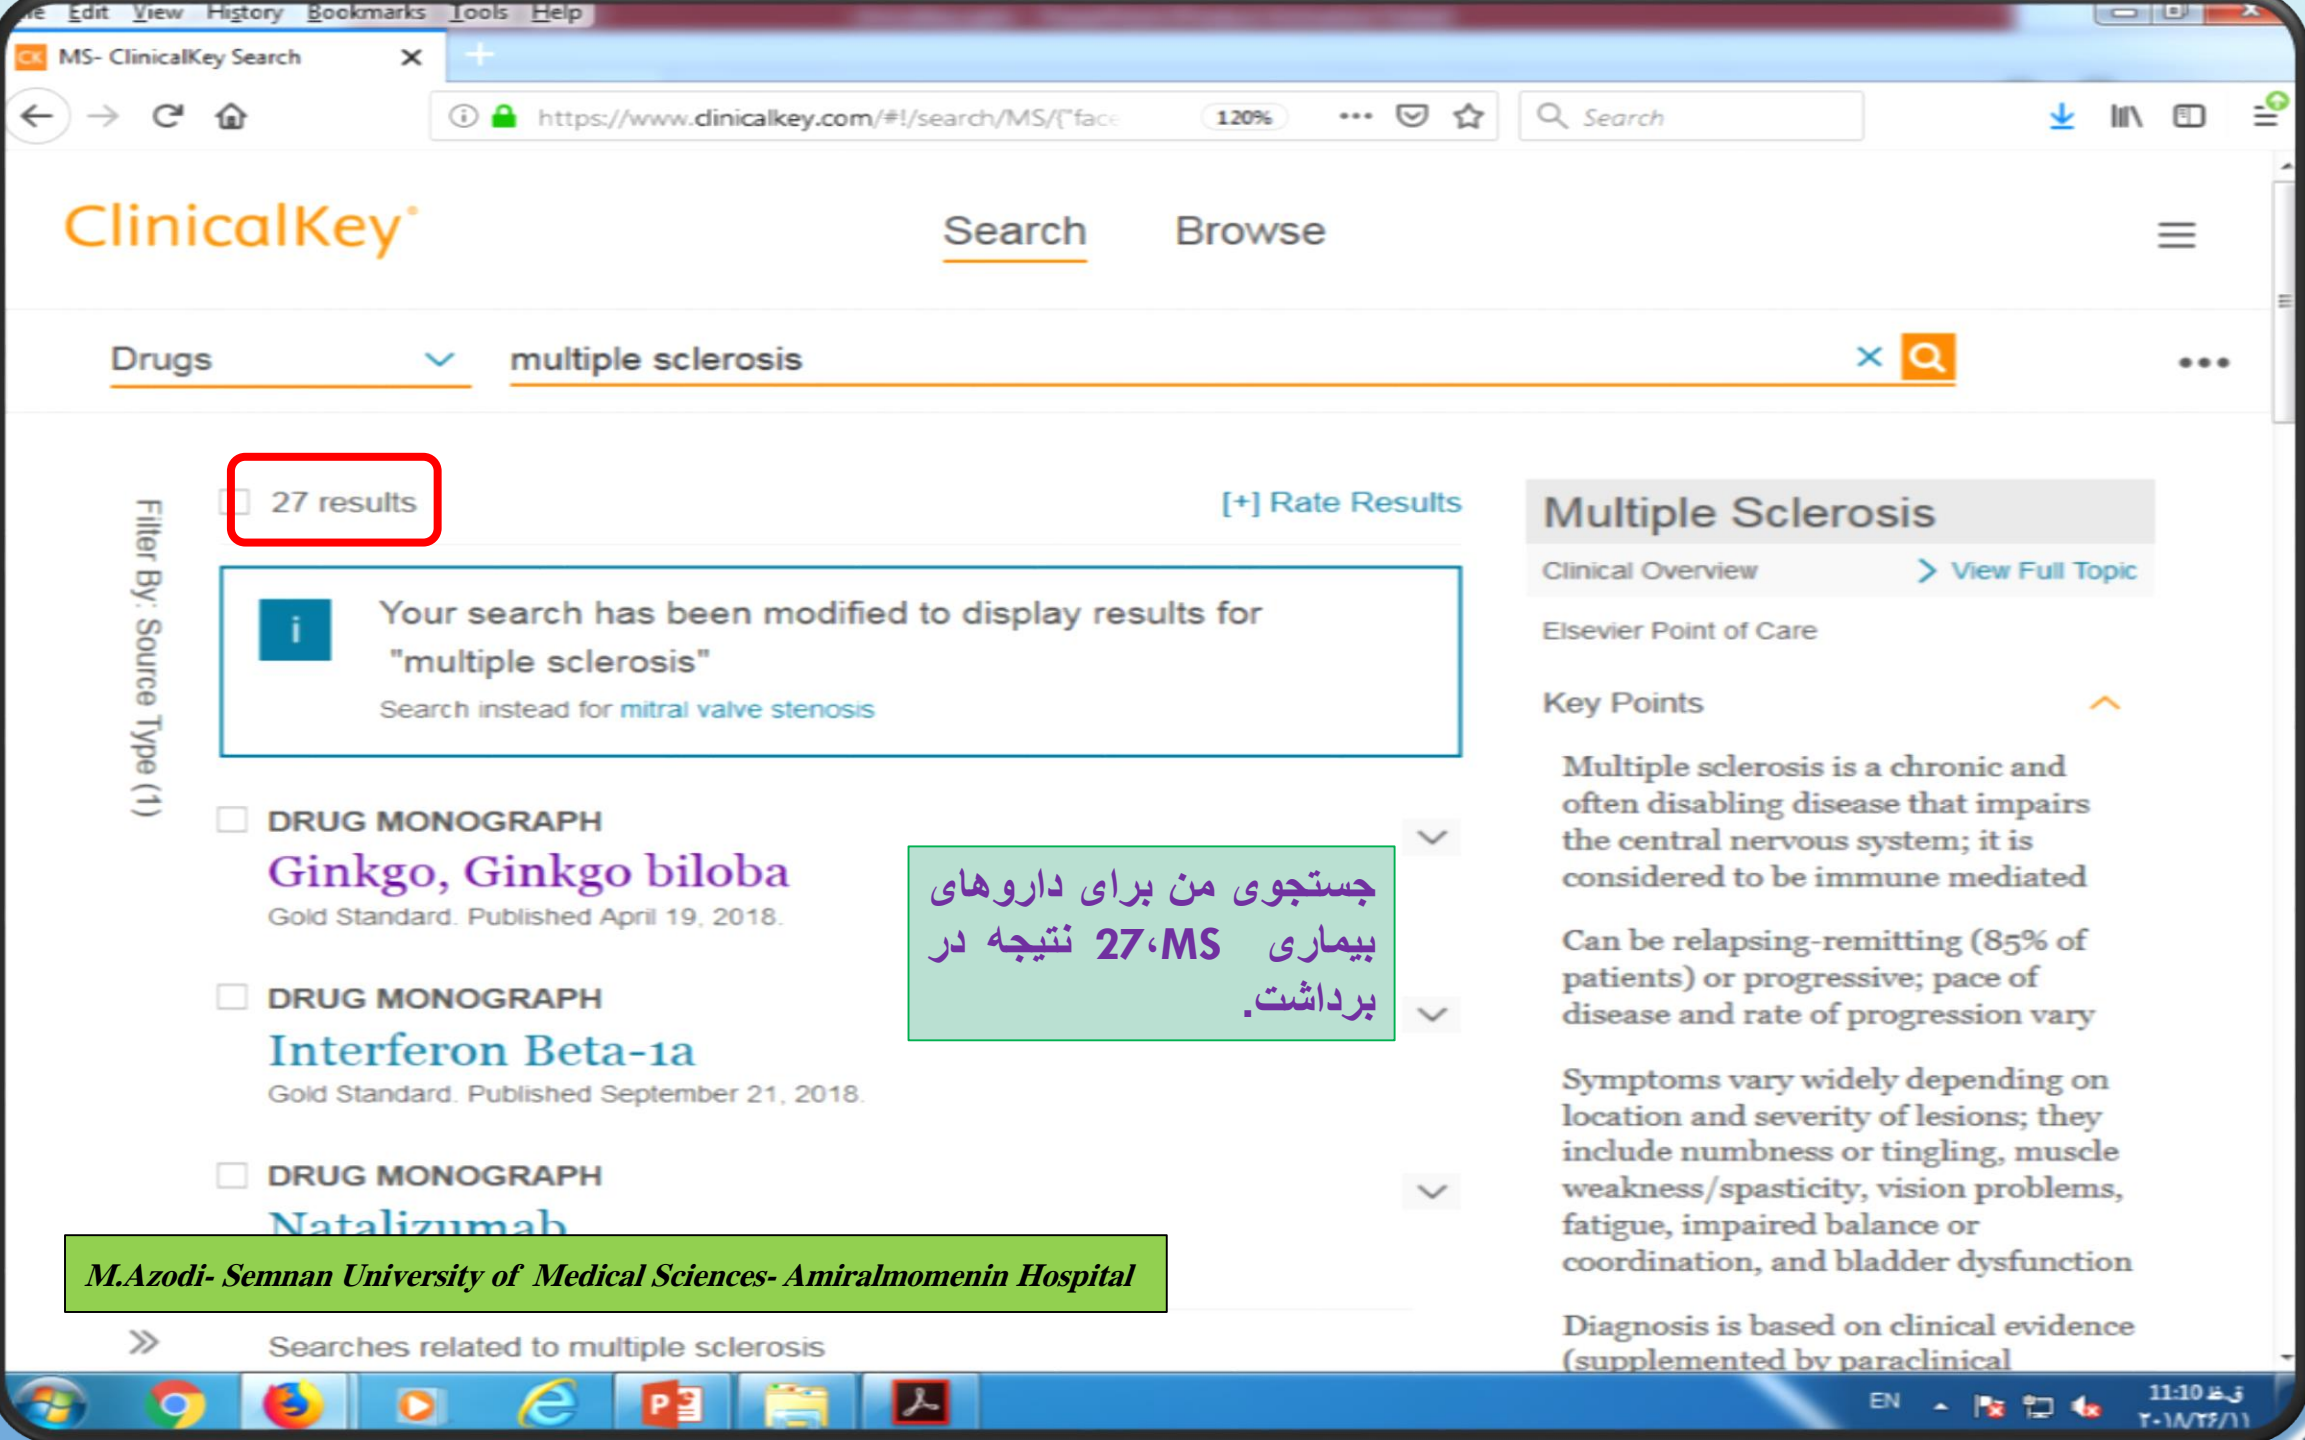 Edit View History Bookmarks Tools Help
CK MS- ClinicalKey Search
https://www.clinicalkey.com/#!/search/MS/{"face
120%
Search
ClinicalKey
Search Browse
Drugs
multiple sclerosis
Filter By: Source Type (1)
27 results
[+] Rate Results
i
Your search has been modified to display results for
"multiple sclerosis"
Search instead for mitral valve stenosis
DRUG MONOGRAPH
Ginkgo, Ginkgo biloba
Gold Standard. Published April 19, 2018.
DRUG MONOGRAPH
Interferon Beta-1a
Gold Standard. Published September 21, 2018.
DRUG MONOGRAPH
Natalizumab
جستجوی من برای داروهای
بیماری MS،27 نتیجه در
برداشت.
M.Azodi- Semnan University of Medical Sciences- Amiralmomenin Hospital
Searches related to multiple sclerosis
Multiple Sclerosis
Clinical Overview
View Full Topic
Elsevier Point of Care
Key Points
Multiple sclerosis is a chronic and
often disabling disease that impairs
the central nervous system; it is
considered to be immune mediated
Can be relapsing-remitting (85% of
patients) or progressive; pace of
disease and rate of progression vary
Symptoms vary widely depending on
location and severity of lesions; they
include numbness or tingling, muscle
weakness/spasticity, vision problems,
fatigue, impaired balance or
coordination, and bladder dysfunction
Diagnosis is based on clinical evidence
(supplemented by paraclinical
EN
11:10 ق.ظ
۲۰۱۸/۲۶/۱۱